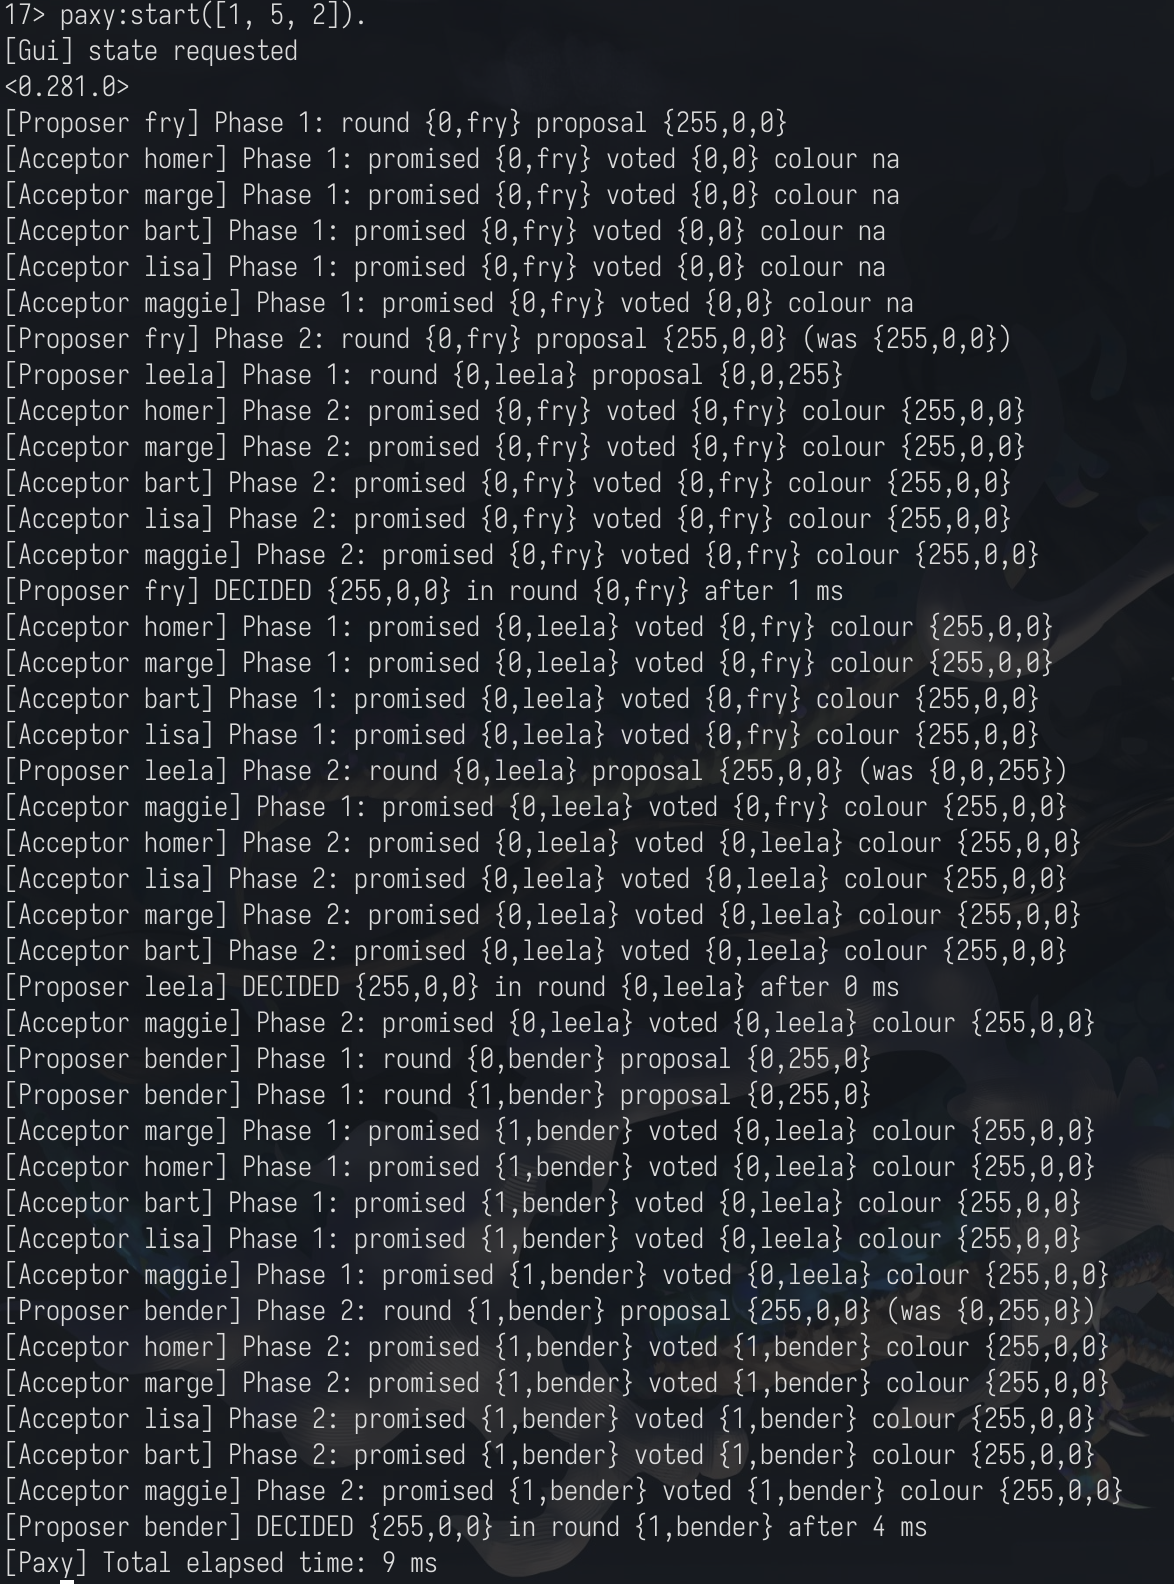 17> paxy:start([1, 5, 2]).
[Gui] state requested
<0.281.0>
[Proposer fry] Phase 1: round {0,fry} proposal {255,0,0}
[Acceptor homer] Phase 1: promised {0,fry} voted {0,0} colour na
[Acceptor marge] Phase 1: promised {0,fry} voted {0,0} colour na
[Acceptor bart] Phase 1: promised {0,fry} voted {0,0} colour na
[Acceptor lisa] Phase 1: promised {0,fry} voted {0,0} colour na
[Acceptor maggie] Phase 1: promised {0,fry} voted {0,0} colour na
[Proposer fry] Phase 2: round {0,fry} proposal {255,0,0} (was {255,0,0})
[Proposer leela] Phase 1: round {0,leela} proposal {0,0,255}
[Acceptor homer] Phase 2: promised {0,fry} voted {0,fry} colour {255,0,0}
[Acceptor marge] Phase 2: promised {0,fry} voted {0,fry} colour {255,0,0}
[Acceptor bart] Phase 2: promised {0,fry} voted {0,fry} colour {255,0,0}
[Acceptor lisa] Phase 2: promised {0,fry} voted {0,fry} colour {255,0,0}
[Acceptor maggie] Phase 2: promised {0,fry} voted {0,fry} colour {255,0,0}
[Proposer fry] DECIDED {255,0,0} in round {0,fry} after 1 ms
[Acceptor homer] Phase 1: promised {0,leela} voted {0,fry} colour {255,0,0}
[Acceptor marge] Phase 1: promised {0,leela} voted {0,fry} colour {255,0,0}
[Acceptor bart] Phase 1: promised {0,leela} voted {0,fry} colour {255,0,0}
[Acceptor lisa] Phase 1: promised {0,leela} voted {0,fry} colour {255,0,0}
[Proposer leela] Phase 2: round {0,leela} proposal {255,0,0} (was {0,0,255})
[Acceptor maggie] Phase 1: promised {0,leela} voted {0,fry} colour {255,0,0}
[Acceptor homer] Phase 2: promised {0,leela} voted {0,leela} colour {255,0,0}
[Acceptor lisa] Phase 2: promised {0,leela} voted {0,leela} colour {255,0,0}
[Acceptor marge] Phase 2: promised {0,leela} voted {0,leela} colour {255,0,0}
[Acceptor bart] Phase 2: promised {0,leela} voted {0,leela} colour {255,0,0}
[Proposer leela] DECIDED {255,0,0} in round {0,leela} after 0 ms
[Acceptor maggie] Phase 2: promised {0,leela} voted {0,leela} colour {255,0,0}
[Proposer bender] Phase 1: round {0,bender} proposal {0,255,0}
[Proposer bender] Phase 1: round {1,bender} proposal {0,255,0}
[Acceptor marge] Phase 1: promised {1,bender} voted {0,leela} colour {255,0,0}
[Acceptor homer] Phase 1: promised {1,bender} voted {0,leela} colour {255,0,0}
[Acceptor bart] Phase 1: promised {1,bender} voted {0,leela} colour {255,0,0}
[Acceptor lisa] Phase 1: promised {1,bender} voted {0,leela} colour {255,0,0}
[Acceptor maggie] Phase 1: promised {1,bender} voted {0,leela} colour {255,0,0}
[Proposer bender] Phase 2: round {1,bender} proposal {255,0,0} (was {0,255,0})
[Acceptor homer] Phase 2: promised {1,bender} voted {1,bender} colour {255,0,0}
[Acceptor marge] Phase 2: promised {1,bender} voted {1,bender} colour {255,0,0}
[Acceptor lisa] Phase 2: promised {1,bender} voted {1,bender} colour {255,0,0}
[Acceptor bart] Phase 2: promised {1,bender} voted {1,bender} colour {255,0,0}
[Acceptor maggie] Phase 2: promised {1,bender} voted {1,bender} colour {255,0,0}
[Proposer bender] DECIDED {255,0,0} in round {1,bender} after 4 ms
[Paxy] Total elapsed time: 9 ms